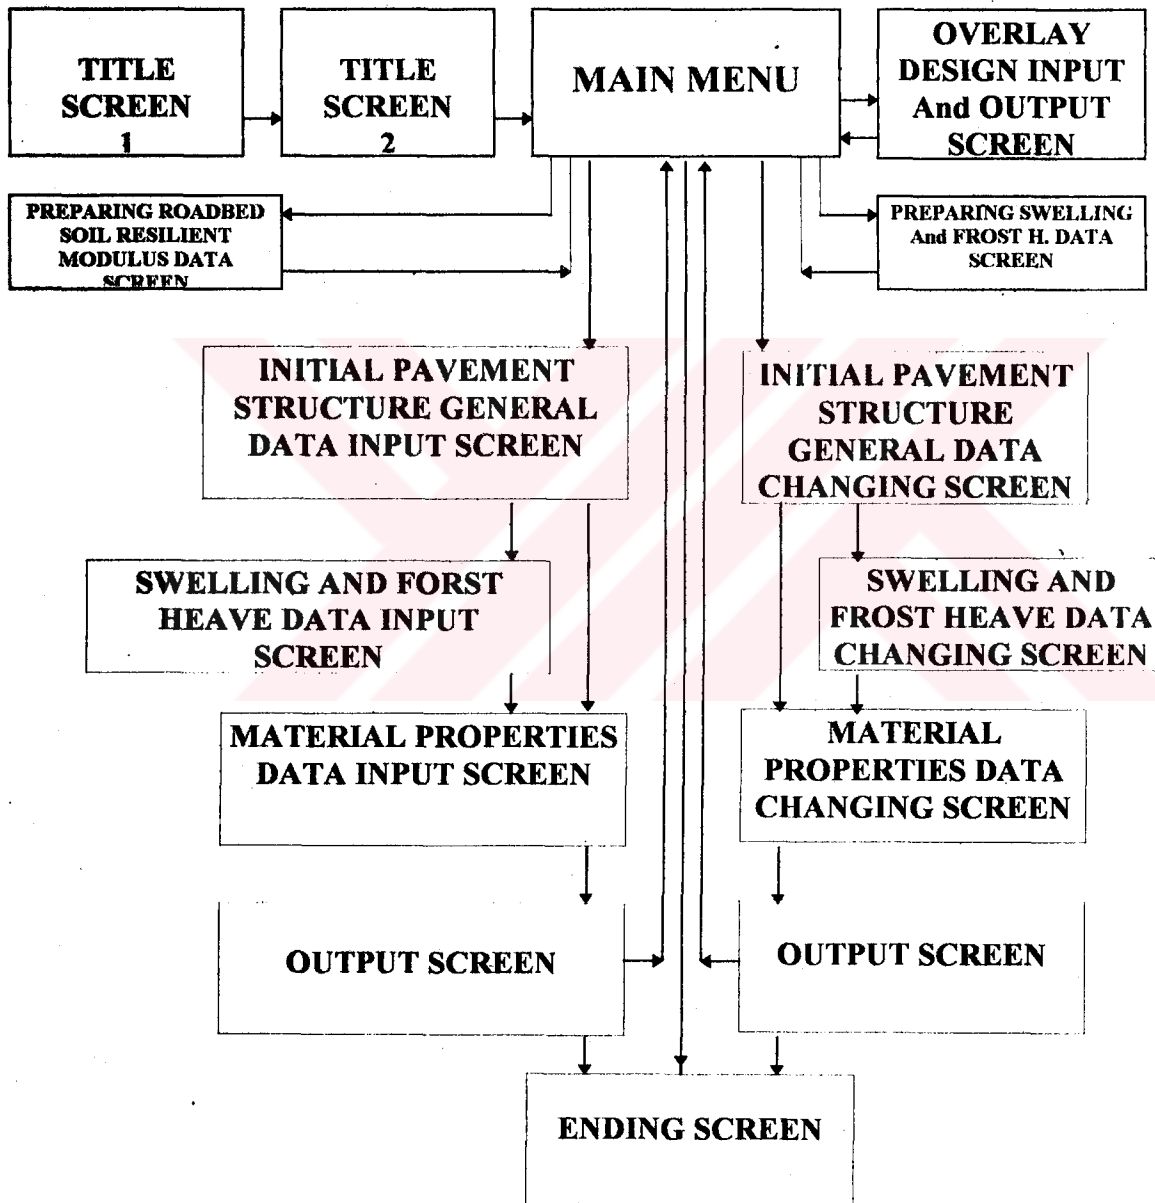 TITLE
SCREEN
1
TITLE
SCREEN
2
MAIN MENU
OVERLAY
DESIGN INPUT
And OUTPUT
SCREEN
PREPARING ROADBED
SOIL RESILIENT
MODULUS DATA
SCREEN
PREPARING SWELLING
And FROST H. DATA
SCREEN
INITIAL PAVEMENT
STRUCTURE GENERAL
DATA INPUT SCREEN
INITIAL PAVEMENT
STRUCTURE
GENERAL DATA
CHANGING SCREEN
SWELLING AND FORST
HEAVE DATA INPUT
SCREEN
SWELLING AND
FROST HEAVE DATA
CHANGING SCREEN
MATERIAL PROPERTIES
DATA INPUT SCREEN
MATERIAL
PROPERTIES DATA
CHANGING SCREEN
OUTPUT SCREEN
OUTPUT SCREEN
ENDING SCREEN